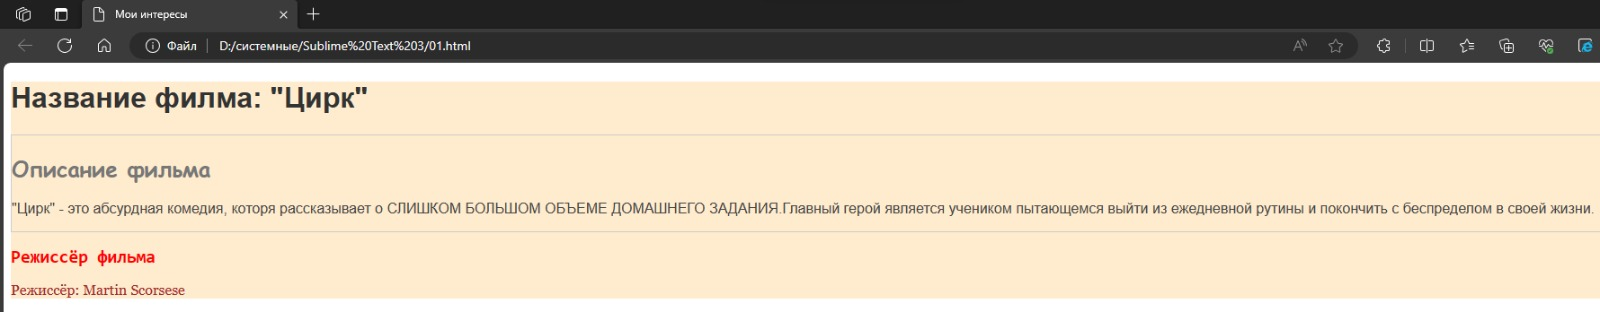 Мои интересы
Файл D:/системные/Sublime%20Text%203/01.html
Название филма: "Цирк"
Описание фильма
"Цирк" - это абсурдная комедия, которя рассказывает о СЛИШКОМ БОЛЬШОМ ОБЪЕМЕ ДОМАШНЕГО ЗАДАНИЯ.Главный герой является учеником пытающемся выйти из ежедневной рутины и покончить с беспределом в своей жизни.
Режиссёр фильма
Режиссёр: Martin Scorsese